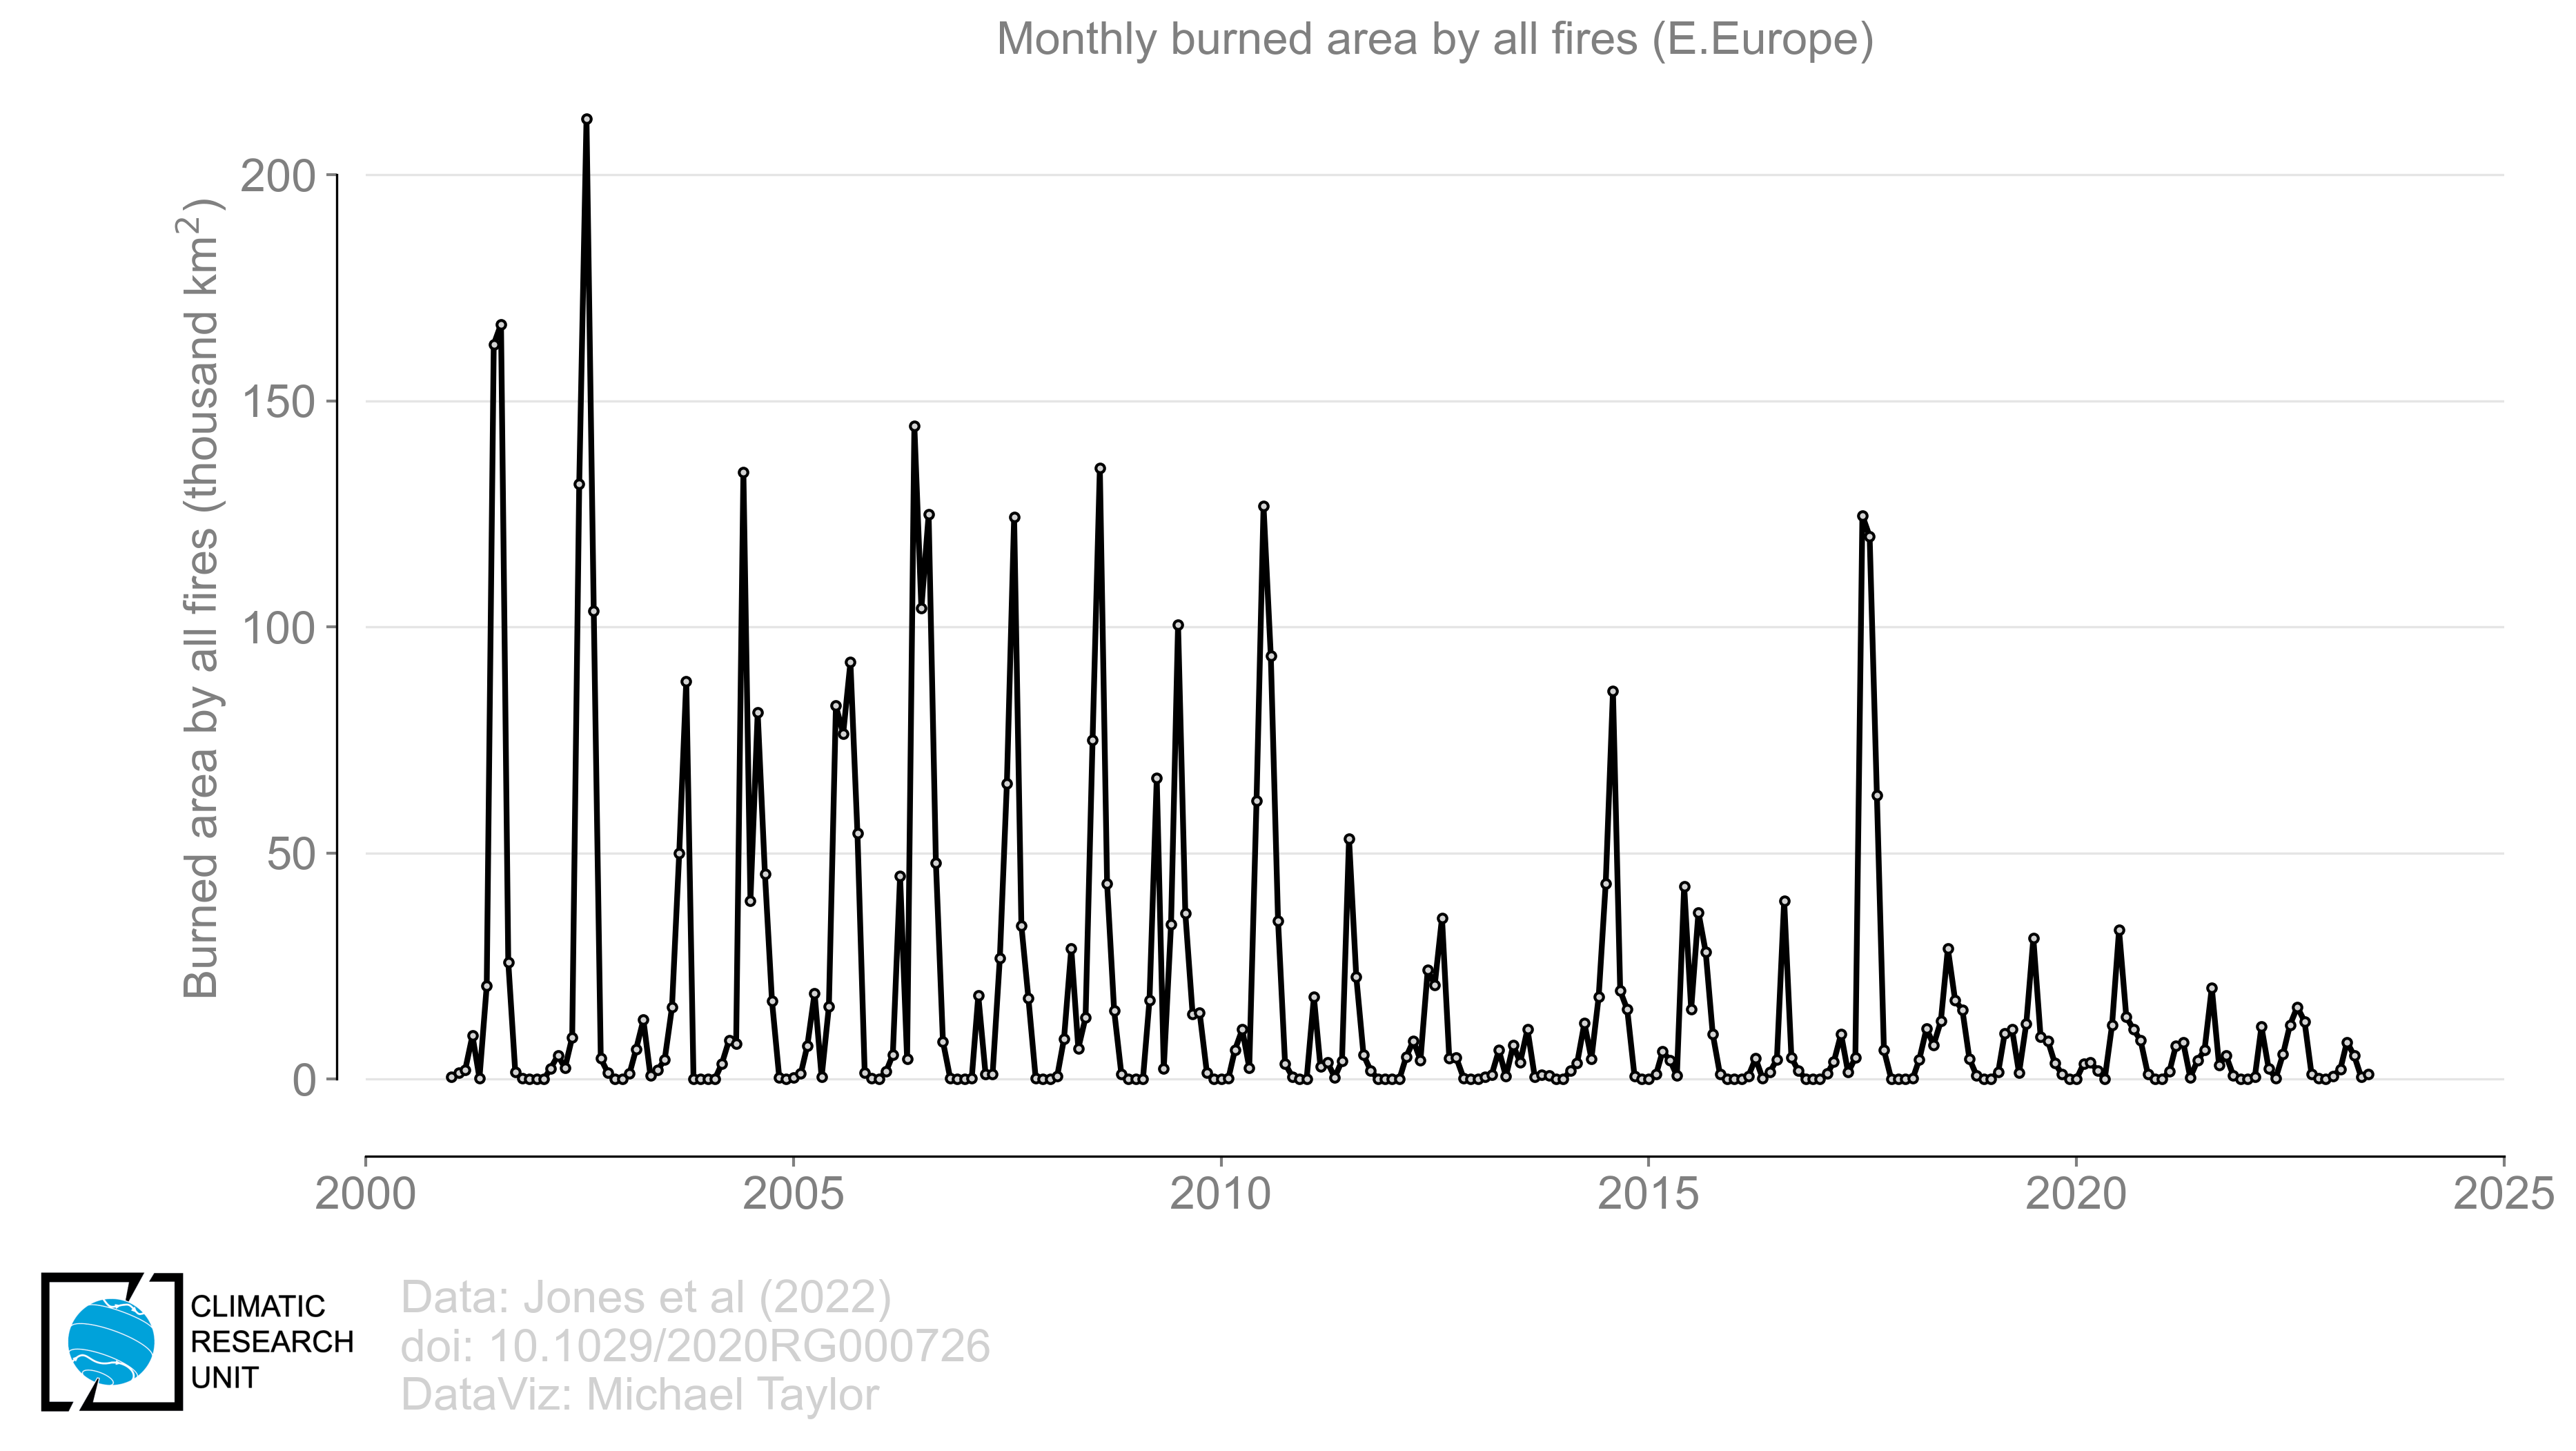 Monthly burned area by all fires (E.Europe)
Burned area by all fires (thousand km²)
200
150
100
50
0
2000 2005 2010 2015 2020 2025
CLIMATIC
RESEARCH
UNIT
Data: Jones et al (2022)
doi: 10.1029/2020RG000726
DataViz: Michael Taylor